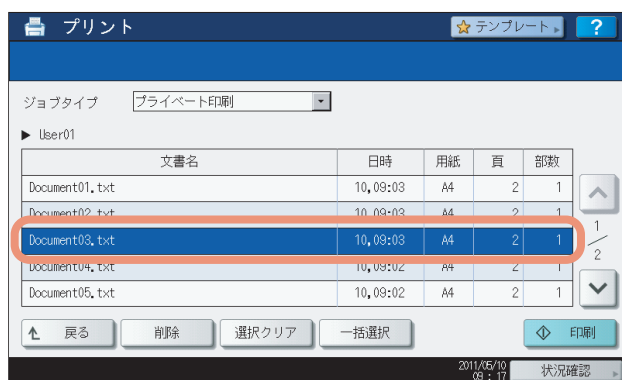 プリント
テンプレート
?
ジョブタイプ プライベート印刷
User01
文書名 日時 用紙 頁 部数
Document01.txt 10,09:03 A4 2 1
Document02.txt 10,09:03 A4 2 1
Document03.txt 10,09:03 A4 2 1
Document04.txt 10,09:02 A4 2 1
Document05.txt 10,09:02 A4 2 1
1/2
戻る 削除 選択クリア 一括選択 印刷
2011/05/10
09 : 17
状況確認